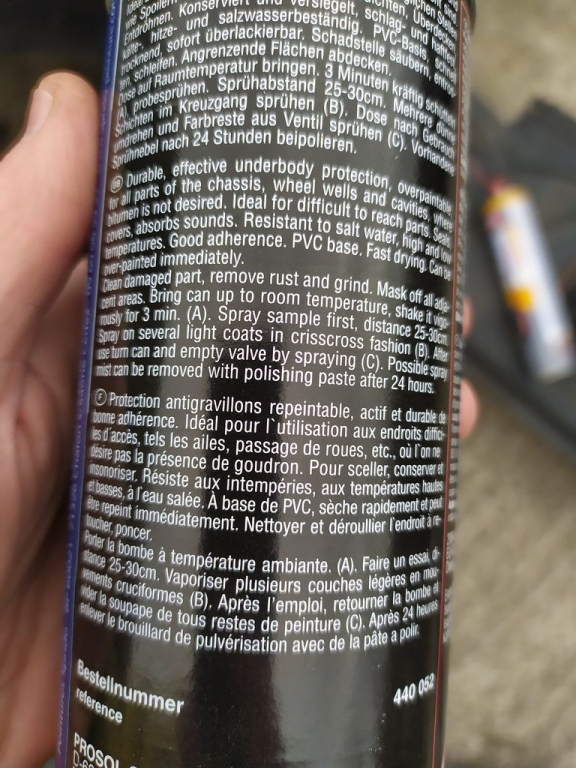 wie Spoiler
Entdröhnen. Konserviert und versiegelt, schlag- und
kälte-, hitze- und salzwasserbeständig. PVC-Basis,
trocknend, sofort überlackierbar. Schadstelle säubern,
schleifen. Angrenzende Flächen abdecken.
Dose auf Raumtemperatur bringen. 3 Minuten kräftig
(A), probesprühen. Sprühabstand 25-30cm. Mehrere dünne
Schichten im Kreuzgang sprühen (B). Dose nach Gebrauch
umdrehen und Farbreste aus Ventil sprühen (C). Vorhandene
Sprühnebel nach 24 Stunden beipolieren.
GB Durable, effective underbody protection, overpaintable
for all parts of the chassis, wheel wells and cavities, when
bitumen is not desired. Ideal for difficult to reach parts. Seals,
covers, absorbs sounds. Resistant to salt water, high and low
temperatures. Good adherence. PVC base. Fast drying. Can be
over-painted immediately.
Clean damaged part, remove rust and grind. Mask off all adja-
cent areas. Bring can up to room temperature, shake it vigo-
rously for 3 min. (A). Spray sample first, distance 25-30cm.
Spray on several light coats in crisscross fashion (B). After
use turn can and empty valve by spraying (C). Possible spray
mist can be removed with polishing paste after 24 hours.
F Protection antigravillons repeintable, actif et durable de
bonne adhérence. Idéal pour l`utilisation aux endroits diffici-
les d'accès, tels les ailes, passage de roues, etc., où l`on ne
désire pas la présence de goudron. Pour sceller, conserver et
insonoriser. Résiste aux intempéries, aux températures hautes
et basses, à l'eau salée. À base de PVC, sèche rapidement et peut
être repeint immédiatement. Nettoyer et dérouiller l'endroit à re-
toucher, poncer.
Porter la bombe à température ambiante. (A). Faire un essai, di-
stance 25-30cm. Vaporiser plusieurs couches légères en mou-
vements cruciformes (B). Après l'emploi, retourner la bombe et
vider la soupape de tous restes de peinture (C). Après 24 heures
enlever le brouillard de pulvérisation avec de la pâte à polir.
Bestellnummer
reference
440 052
PROSOL